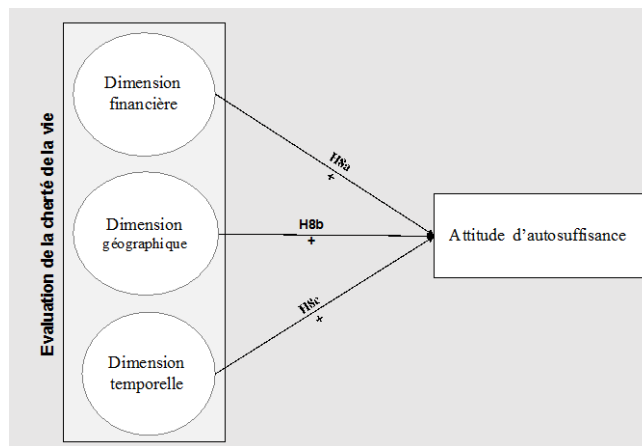 Evaluation de la cherté de la vie
Dimension
financière
H8a
+
Dimension
géographique
H8b
+
Attitude d'autosuffisance
H8c
+
Dimension
temporelle